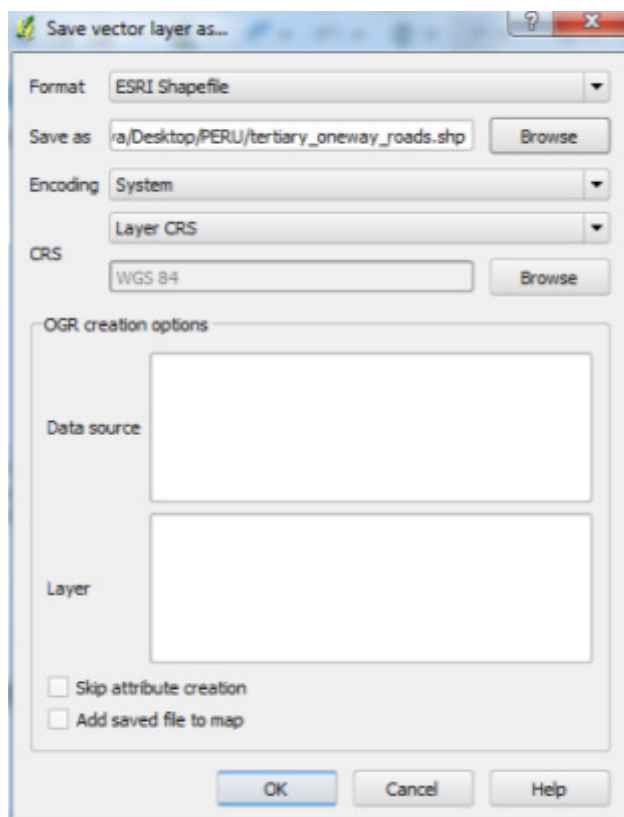 Save vector layer as...
Format ESRI Shapefile
Save as ra/Desktop/PERU/tertiary_oneway_roads.shp Browse
Encoding System
Layer CRS
CRS
WGS 84 Browse
OGR creation options
Data source
Layer
Skip attribute creation
Add saved file to map
OK Cancel Help